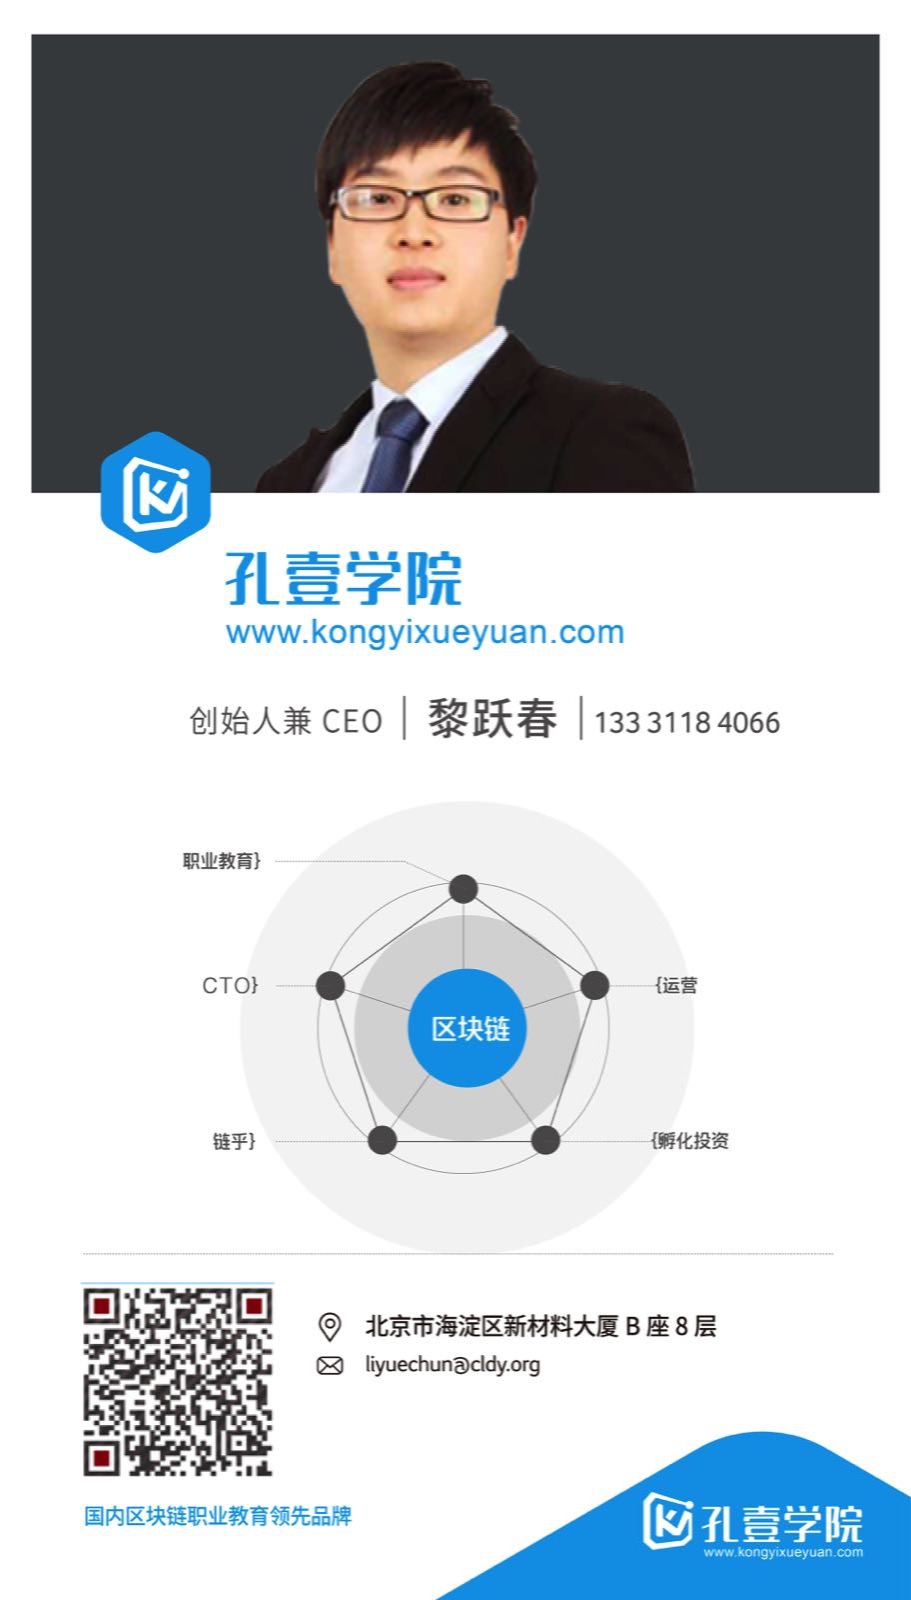 孔壹学院
www.kongyixueyuan.com
创始人兼 CEO | 黎跃春 | 133 3118 4066
职业教育}
CTO}
{运营
区块链
链乎}
{孵化投资
北京市海淀区新材料大厦 B 座 8 层
liyuechun@cldy.org
国内区块链职业教育领先品牌
孔壹学院
www.kongyixueyuan.com